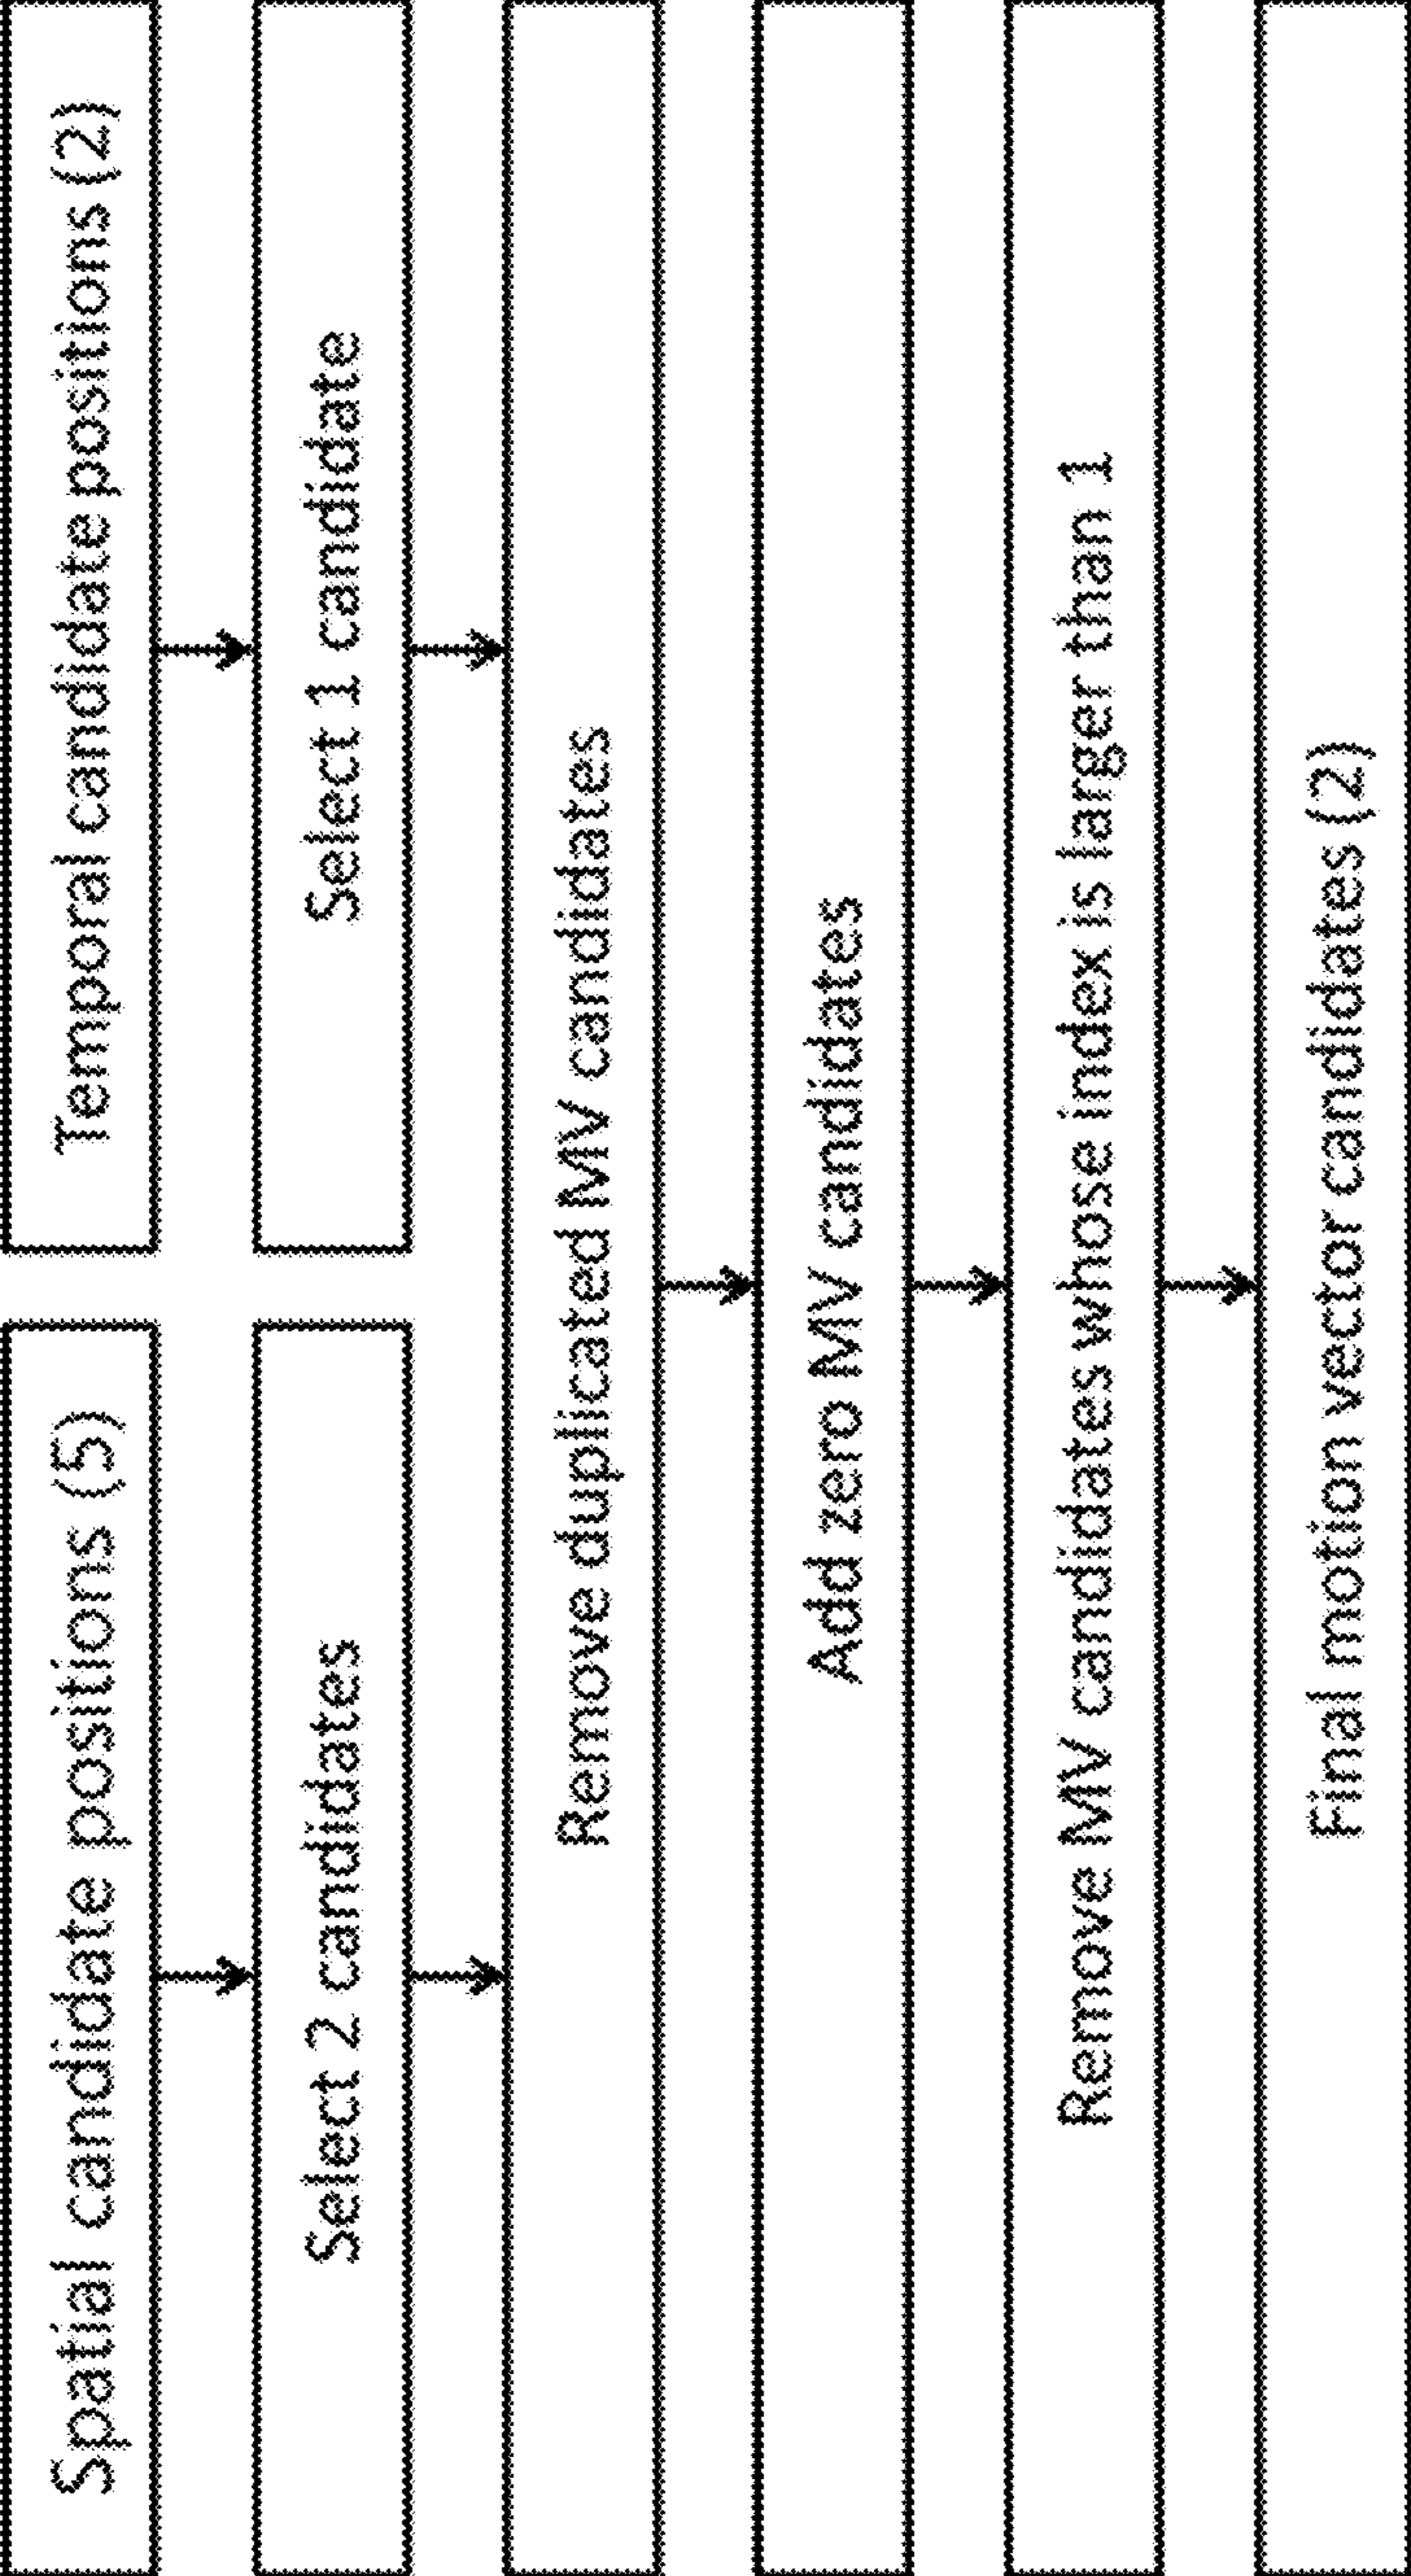 Spatial candidate positions (5)
Temporal candidate positions (2)
Select 2 candidates
Select 1 candidate
Remove duplicated MV candidates
Add zero MV candidates
Remove MV candidates whose index is larger than 1
Final motion vector candidates (2)